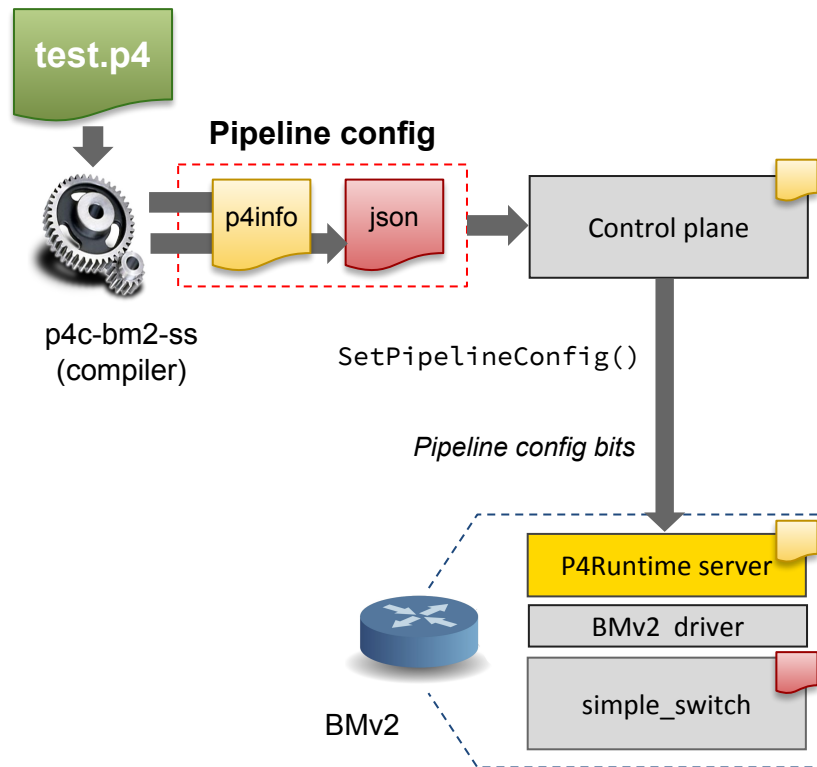 test.p4
Pipeline config
p4info
json
Control plane
p4c-bm2-ss
(compiler)
SetPipelineConfig()
Pipeline config bits
P4Runtime server
BMv2 driver
simple_switch
BMv2